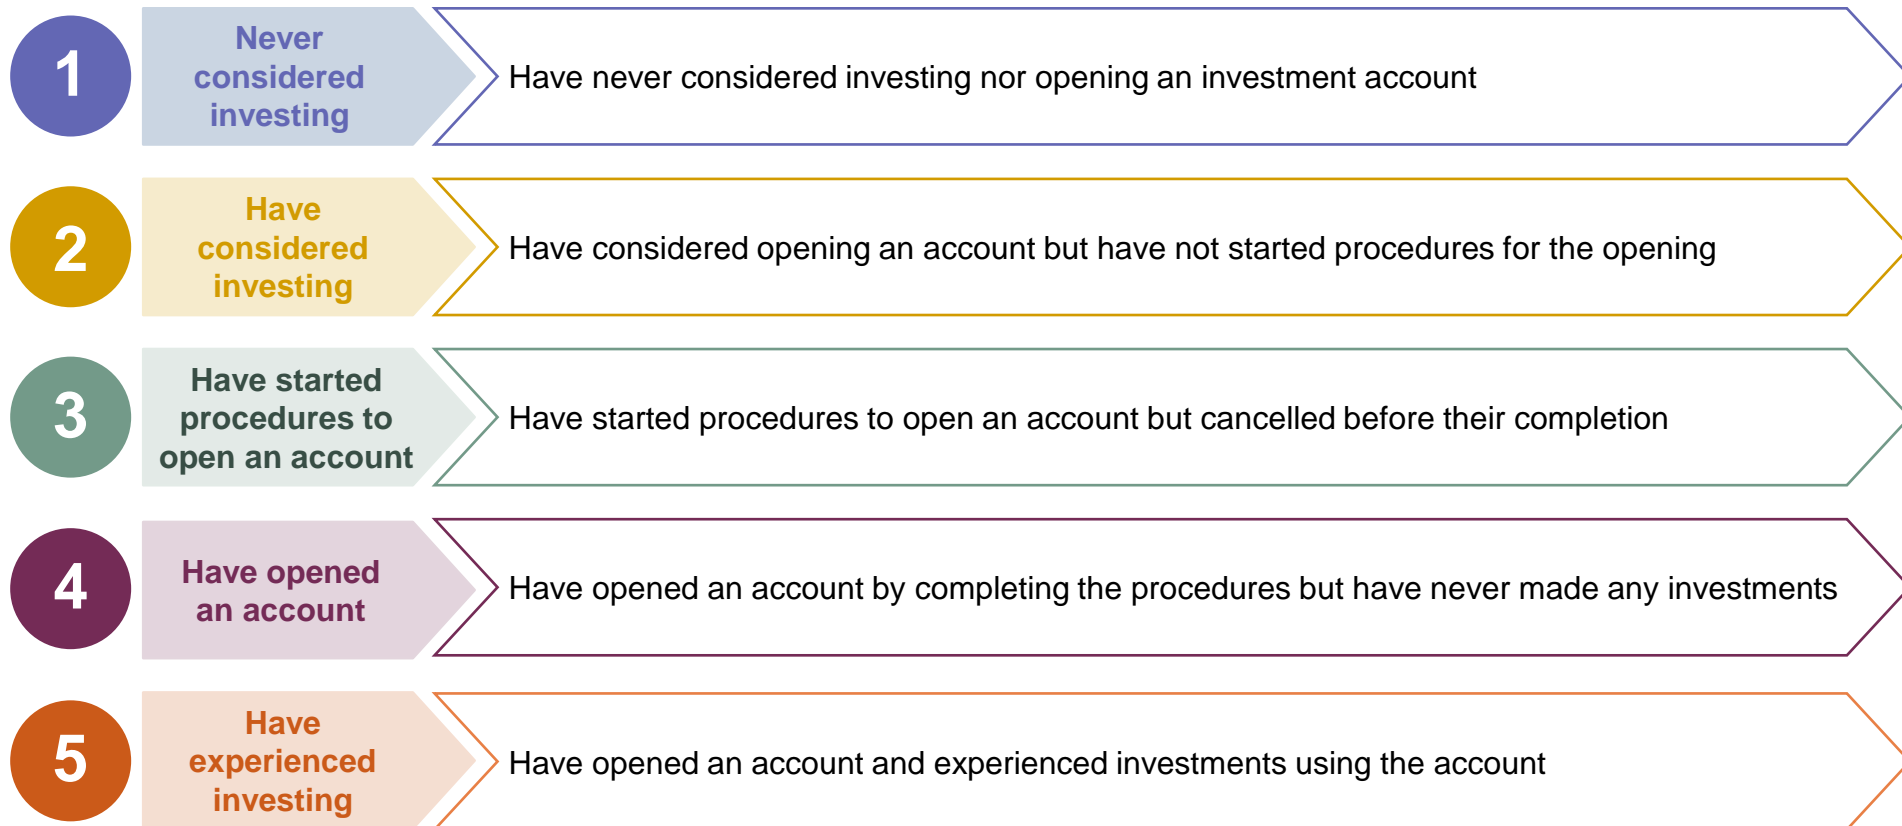 1
Never
considered
investing
Have never considered investing nor opening an investment account
2
Have
considered
investing
Have considered opening an account but have not started procedures for the opening
3
Have started
procedures to
open an account
Have started procedures to open an account but cancelled before their completion
4
Have opened
an account
Have opened an account by completing the procedures but have never made any investments
5
Have
experienced
investing
Have opened an account and experienced investments using the account